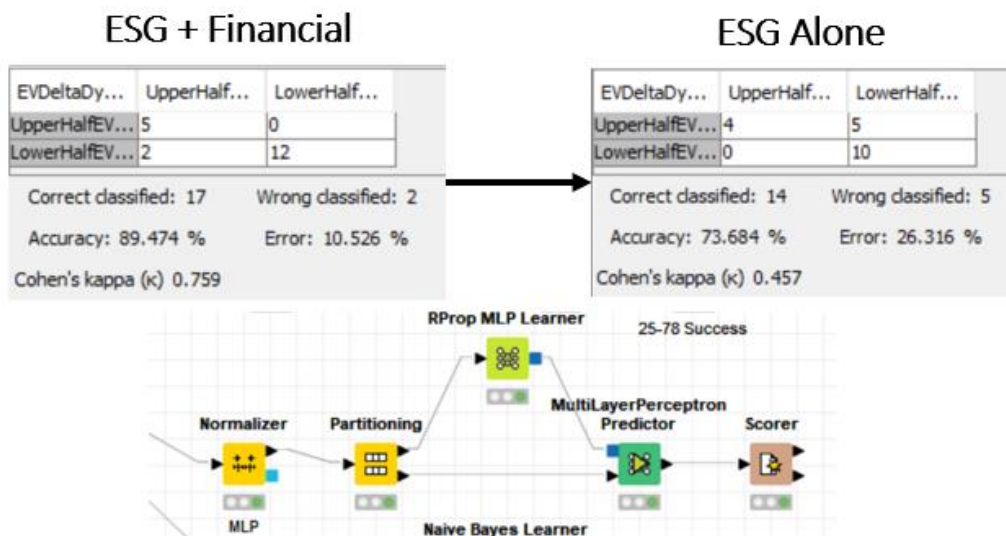 ESG + Financial
ESG Alone
EVDeltaDy... UpperHalf... LowerHalf...
UpperHalfEV... 5 0
LowerHalfEV... 2 12
Correct classified: 17 Wrong classified: 2
Accuracy: 89.474 % Error: 10.526 %
Cohen's kappa (κ) 0.759
EVDeltaDy... UpperHalf... LowerHalf...
UpperHalfEV... 4 5
LowerHalfEV... 0 10
Correct classified: 14 Wrong classified: 5
Accuracy: 73.684 % Error: 26.316 %
Cohen's kappa (κ) 0.457
RProp MLP Learner
25-78 Success
Normalizer
Partitioning
MultiLayerPerceptron
Predictor
Scorer
MLP
Naive Bayes Learner